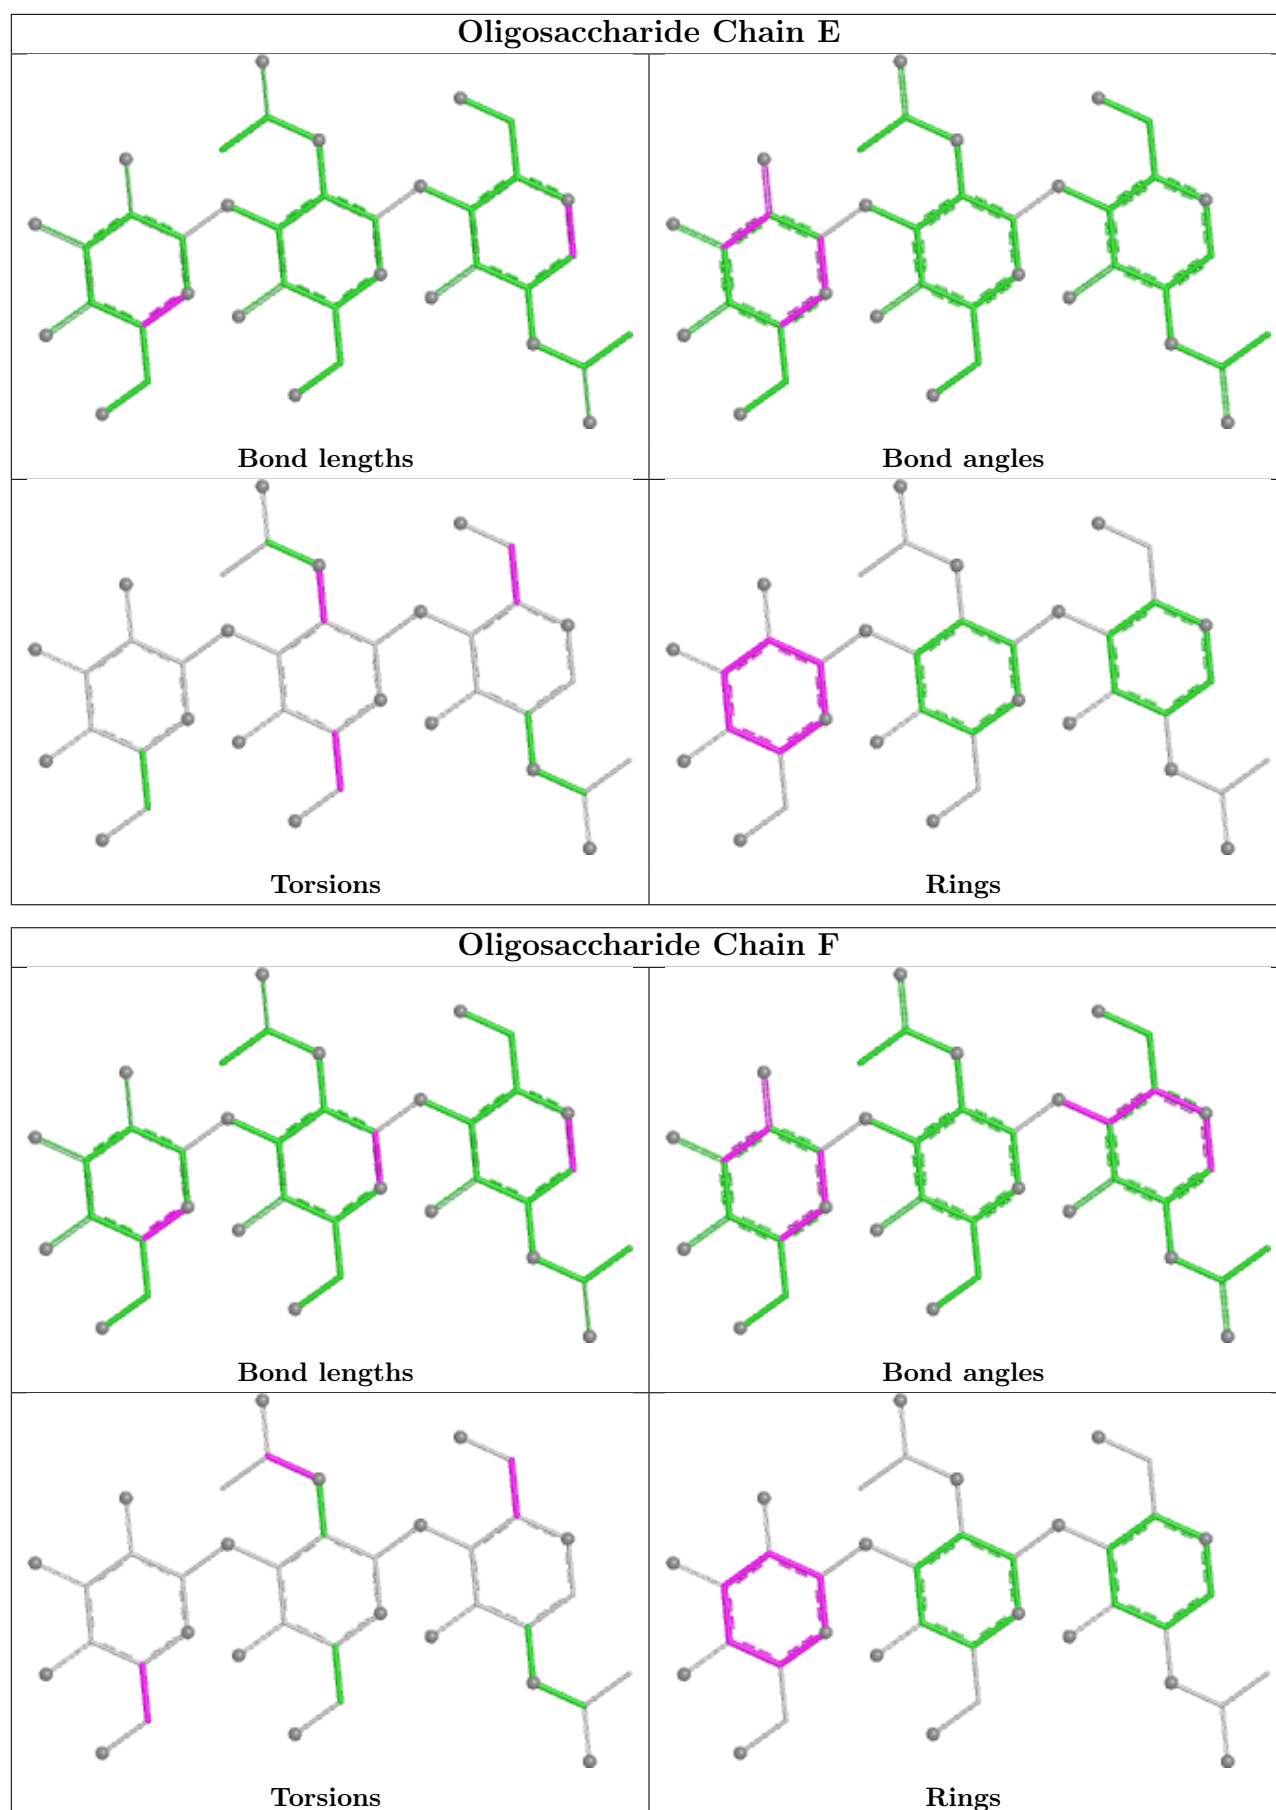 Oligosaccharide Chain E
Bond lengths
Bond angles
Torsions
Rings
Oligosaccharide Chain F
Bond lengths
Bond angles
Torsions
Rings